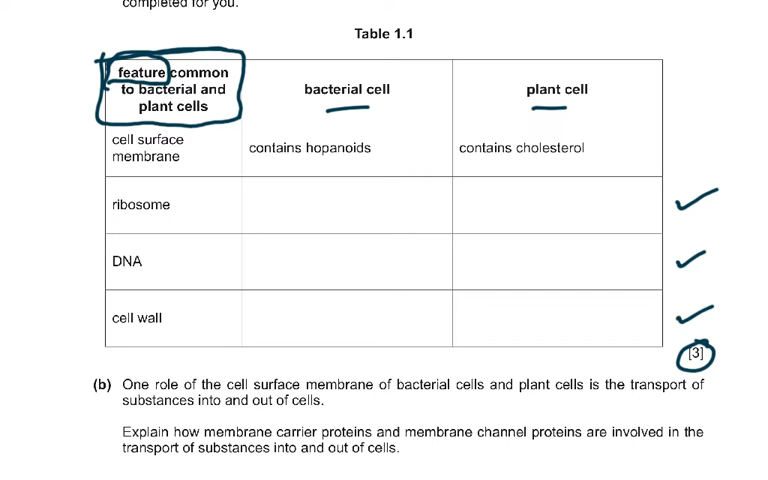 completed for you.
Table 1.1
feature common
to bacterial and
plant cells
bacterial cell
plant cell
cell surface
membrane
contains hopanoids
contains cholesterol
ribosome
DNA
cell wall
[3]
(b) One role of the cell surface membrane of bacterial cells and plant cells is the transport of
substances into and out of cells.
Explain how membrane carrier proteins and membrane channel proteins are involved in the
transport of substances into and out of cells.